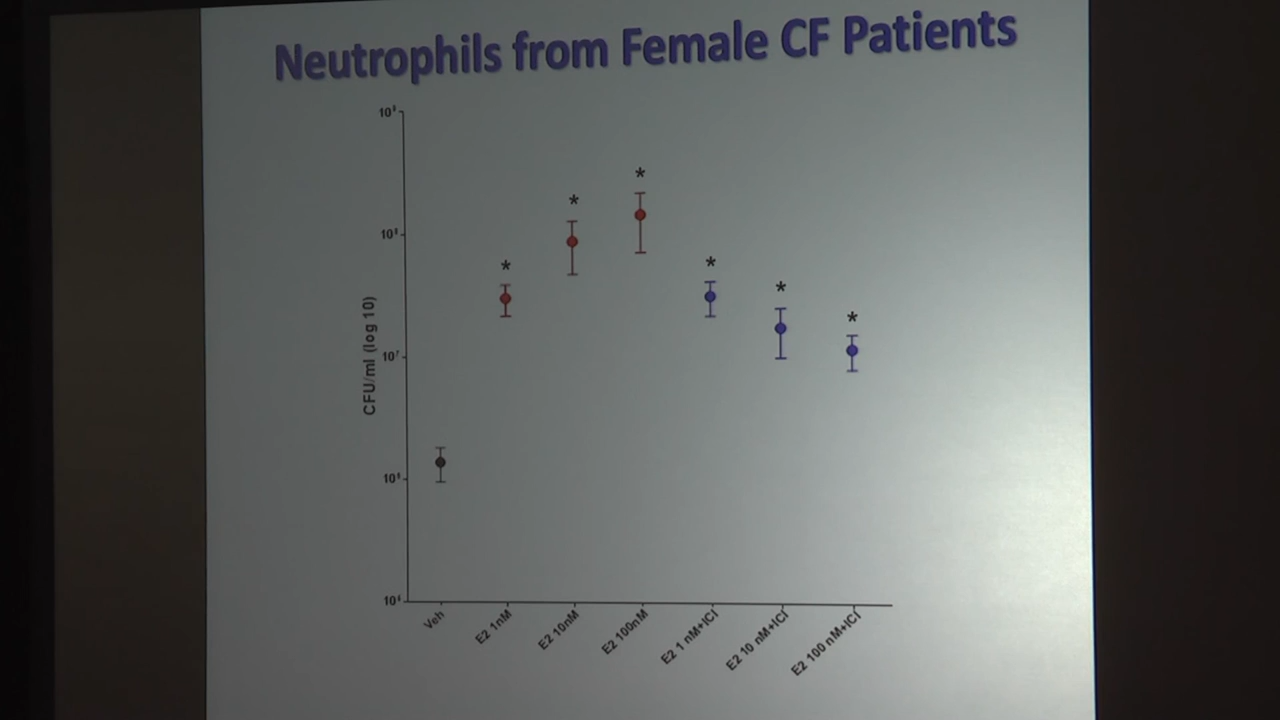 Neutrophils from Female CF Patients
10⁹
10⁸
10⁷
10⁶
CFU/ml (log 10)
*
*
*
*
*
*
Veh
E2 1nM
E2 10nM
E2 100nM
E2 1 nM+ICI
E2 10 nM+ICI
E2 100 nM+ICI